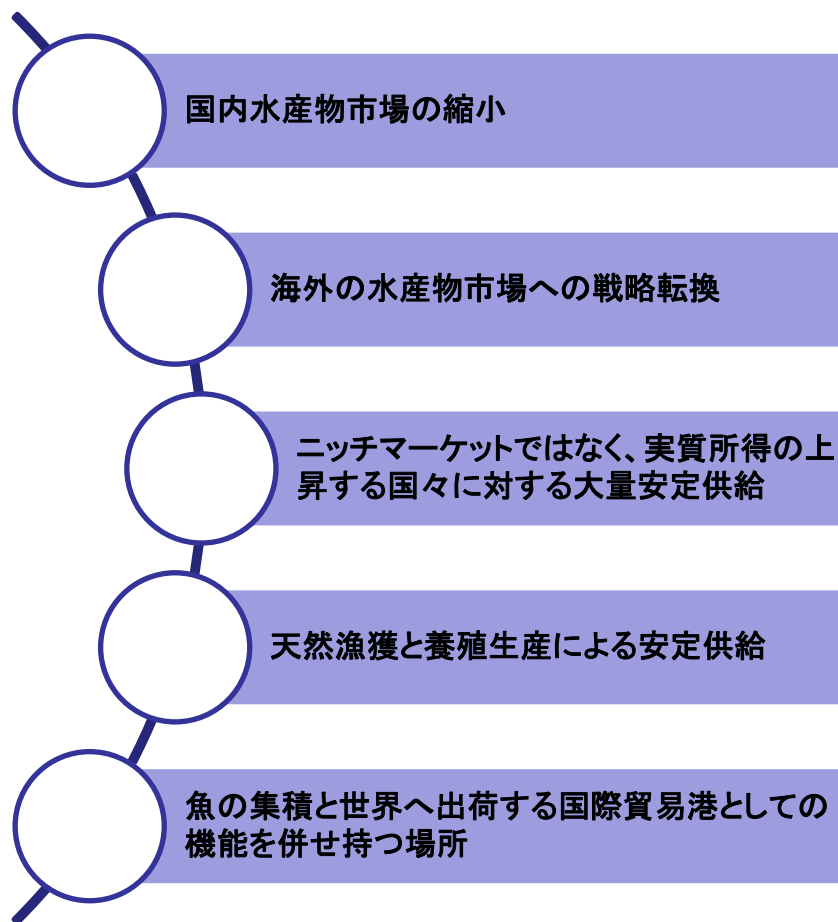 国内水産物市場の縮小
海外の水産物市場への戦略転換
ニッチマーケットではなく、実質所得の上
昇する国々に対する大量安定供給
天然漁獲と養殖生産による安定供給
魚の集積と世界へ出荷する国際貿易港としての
機能を併せ持つ場所